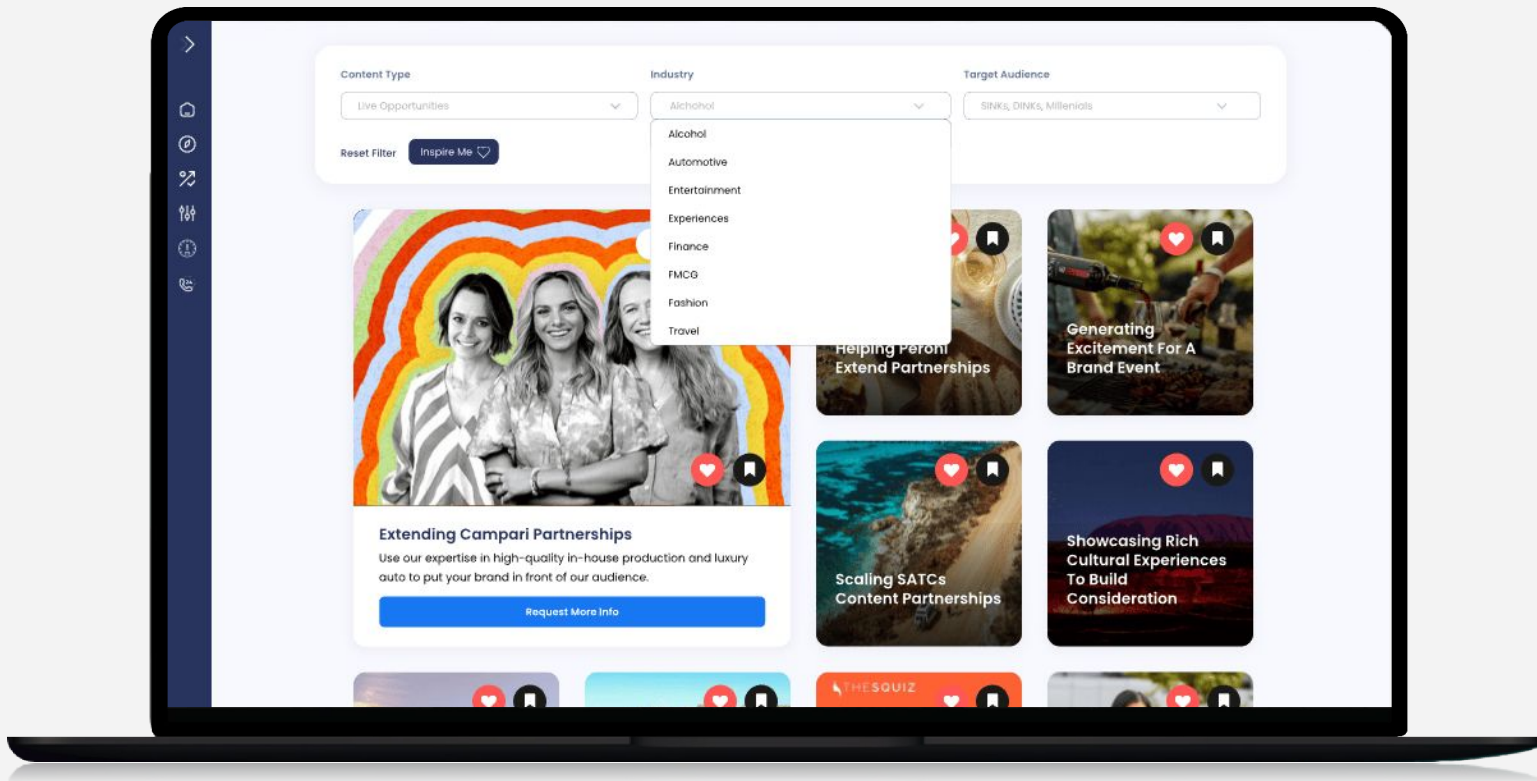 Content Type
Industry
Target Audience
Live Opportunities
Alchohol
SINKs, DINKs, Millenials
Reset Filter
Inspire Me
Alcohol
Automotive
Entertainment
Experiences
Finance
FMCG
Fashion
Travel
Helping Peroni
Extend Partnerships
Generating
Excitement For A
Brand Event
Extending Campari Partnerships
Use our expertise in high-quality in-house production and luxury
auto to put your brand in front of our audience.
Request More Info
Scaling SATCs
Content Partnerships
Showcasing Rich
Cultural Experiences
To Build
Consideration
THESQUIZ